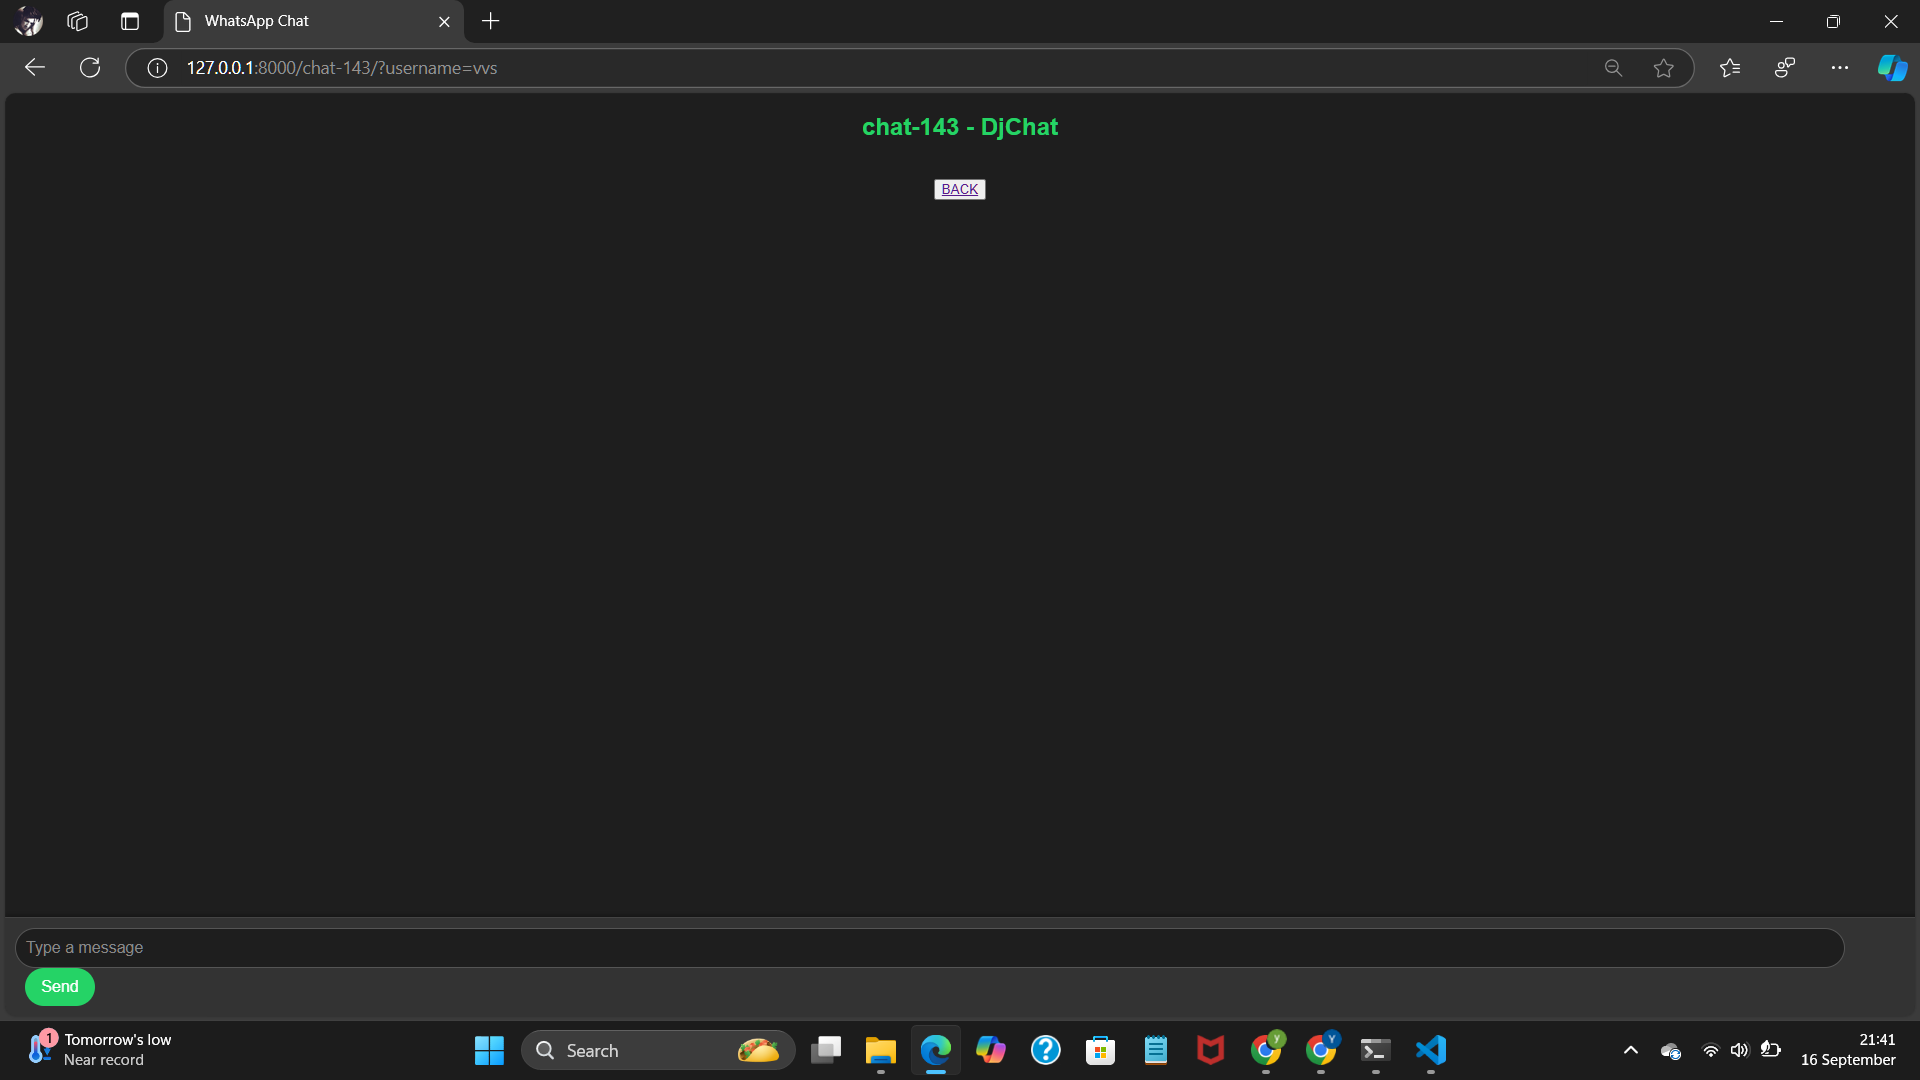 WhatsApp Chat
127.0.0.1:8000/chat-143/?username=vvs
chat-143 - DjChat
BACK
Type a message
Send
1
Tomorrow's low
Near record
Search
y
Y
21:41
16 September